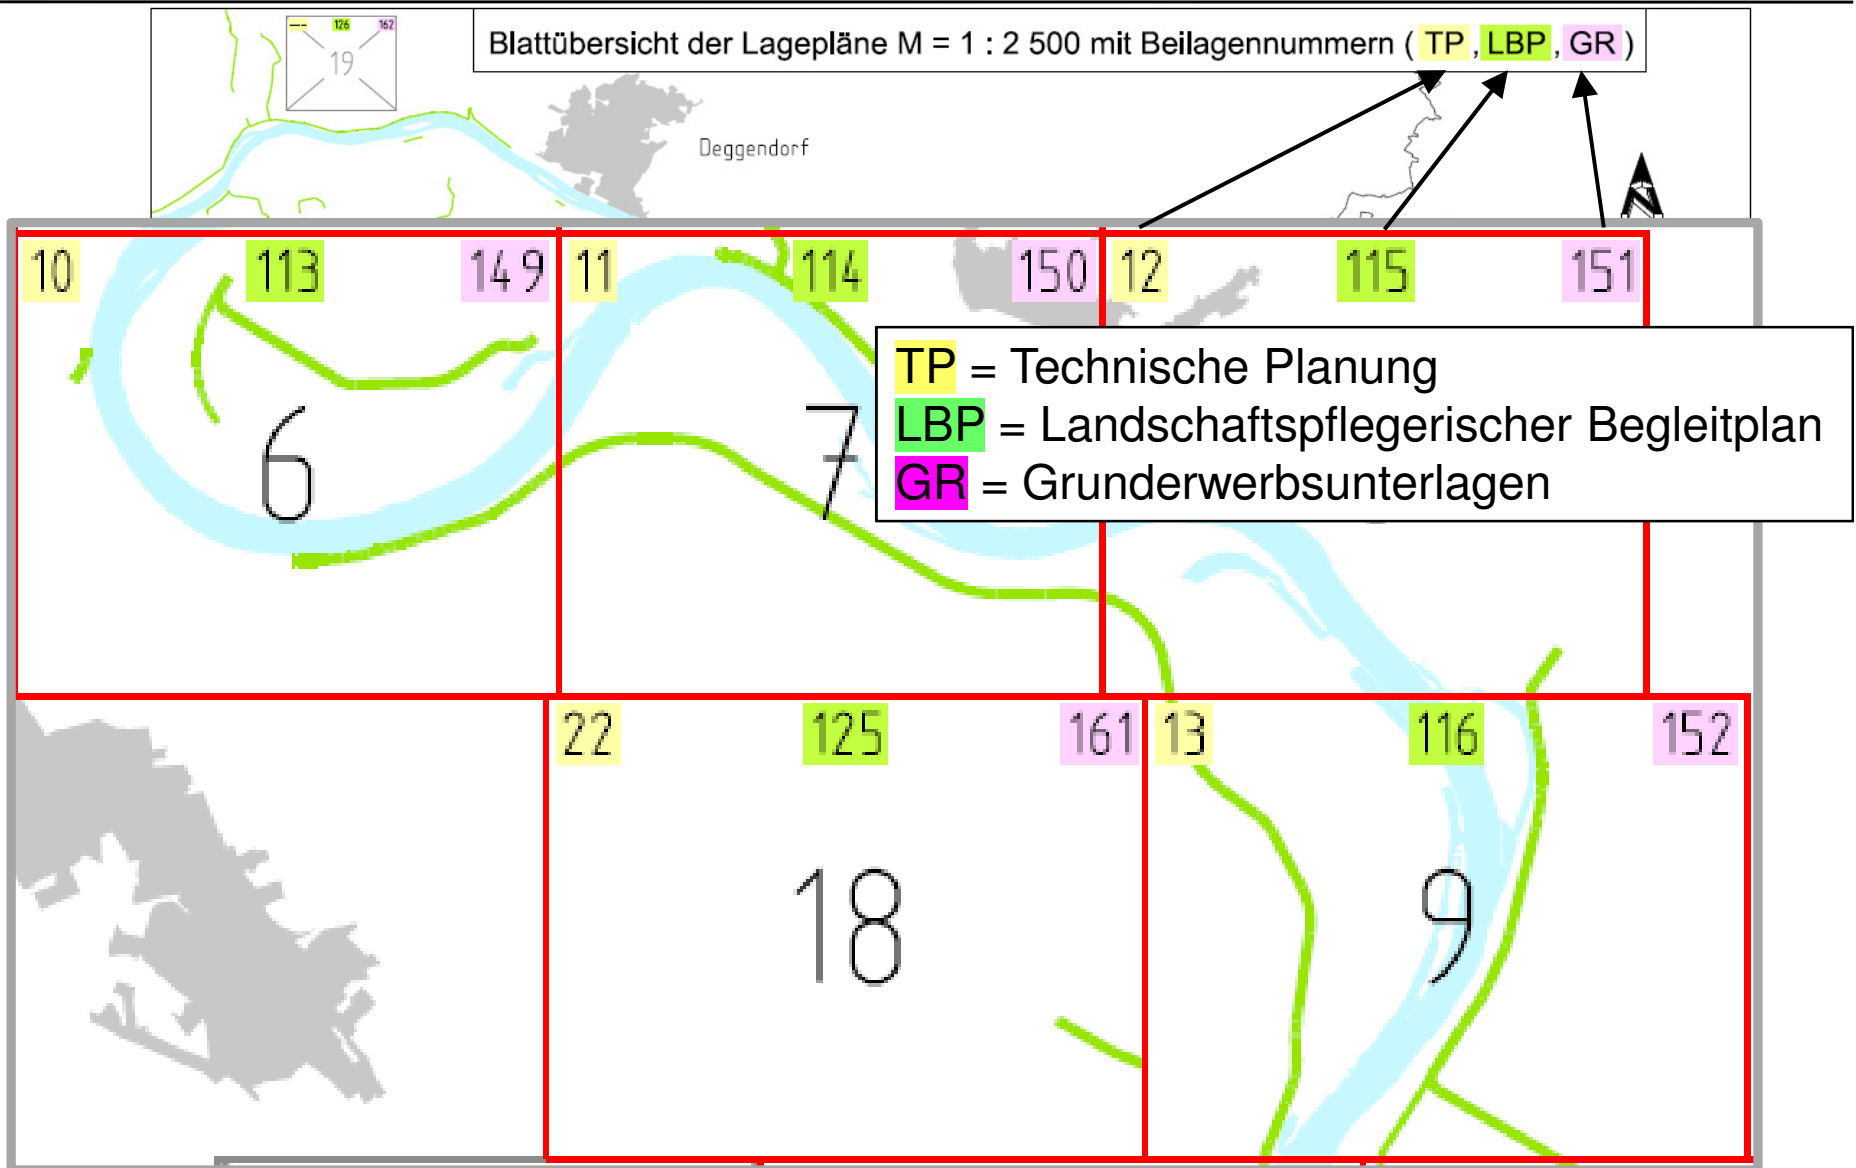 --- 126 162
19
Blattübersicht der Lagepläne M = 1 : 2 500 mit Beilagennummern ( TP , LBP , GR )
Deggendorf
N
10 113 149 11 114 150 12 115 151
TP = Technische Planung
LBP = Landschaftspflegerischer Begleitplan
GR = Grunderwerbsunterlagen
6 7
22 125 161 13 116 152
18 9